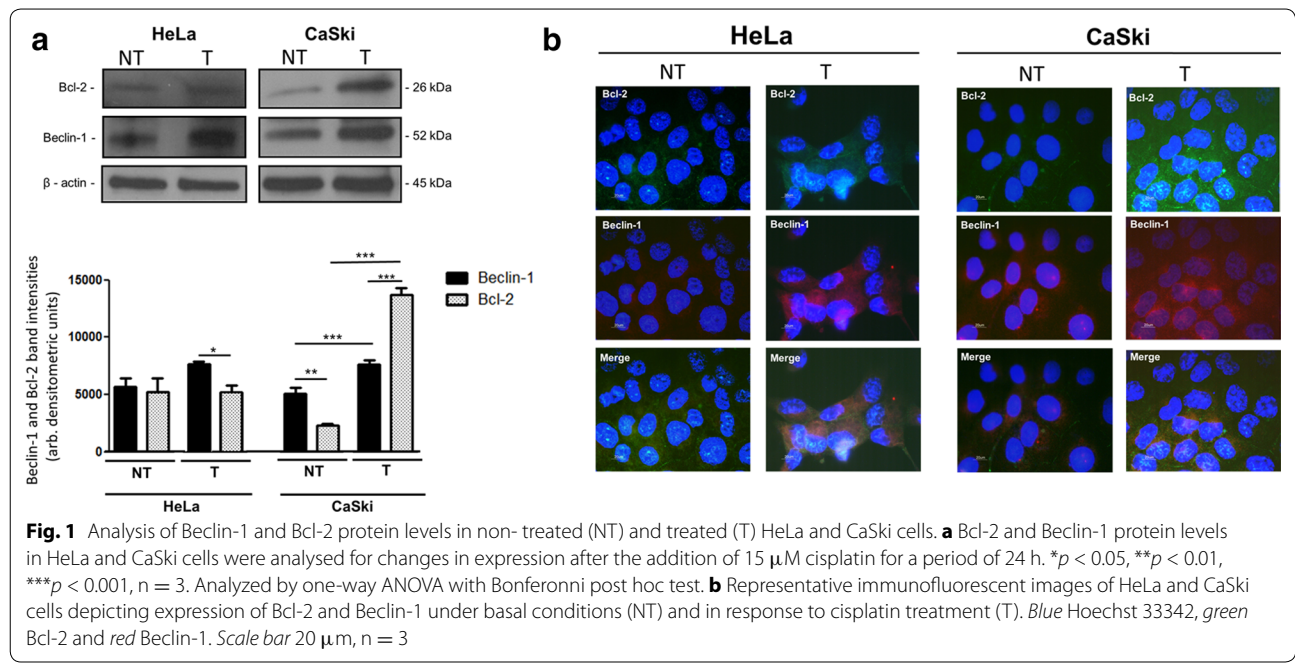 a
HeLa CaSki
NT T NT T
Bcl-2 - - 26 kDa
Beclin-1 - - 52 kDa
β - actin - - 45 kDa
Beclin-1 and Bcl-2 band intensities
(arb. densitometric units)
15000
10000
5000
0
*
**
***
***
***
Beclin-1
Bcl-2
NT T NT T
HeLa CaSki
b
HeLa CaSki
NT T NT T
Bcl-2 Bcl-2 Bcl-2 Bcl-2
Beclin-1 Beclin-1 Beclin-1 Beclin-1
Merge Merge Merge Merge
Fig. 1 Analysis of Beclin-1 and Bcl-2 protein levels in non- treated (NT) and treated (T) HeLa and CaSki cells. a Bcl-2 and Beclin-1 protein levels
in HeLa and CaSki cells were analysed for changes in expression after the addition of 15 μM cisplatin for a period of 24 h. *p < 0.05, **p < 0.01,
***p < 0.001, n = 3. Analyzed by one-way ANOVA with Bonferonni post hoc test. b Representative immunofluorescent images of HeLa and CaSki
cells depicting expression of Bcl-2 and Beclin-1 under basal conditions (NT) and in response to cisplatin treatment (T). Blue Hoechst 33342, green
Bcl-2 and red Beclin-1. Scale bar 20 μm, n = 3